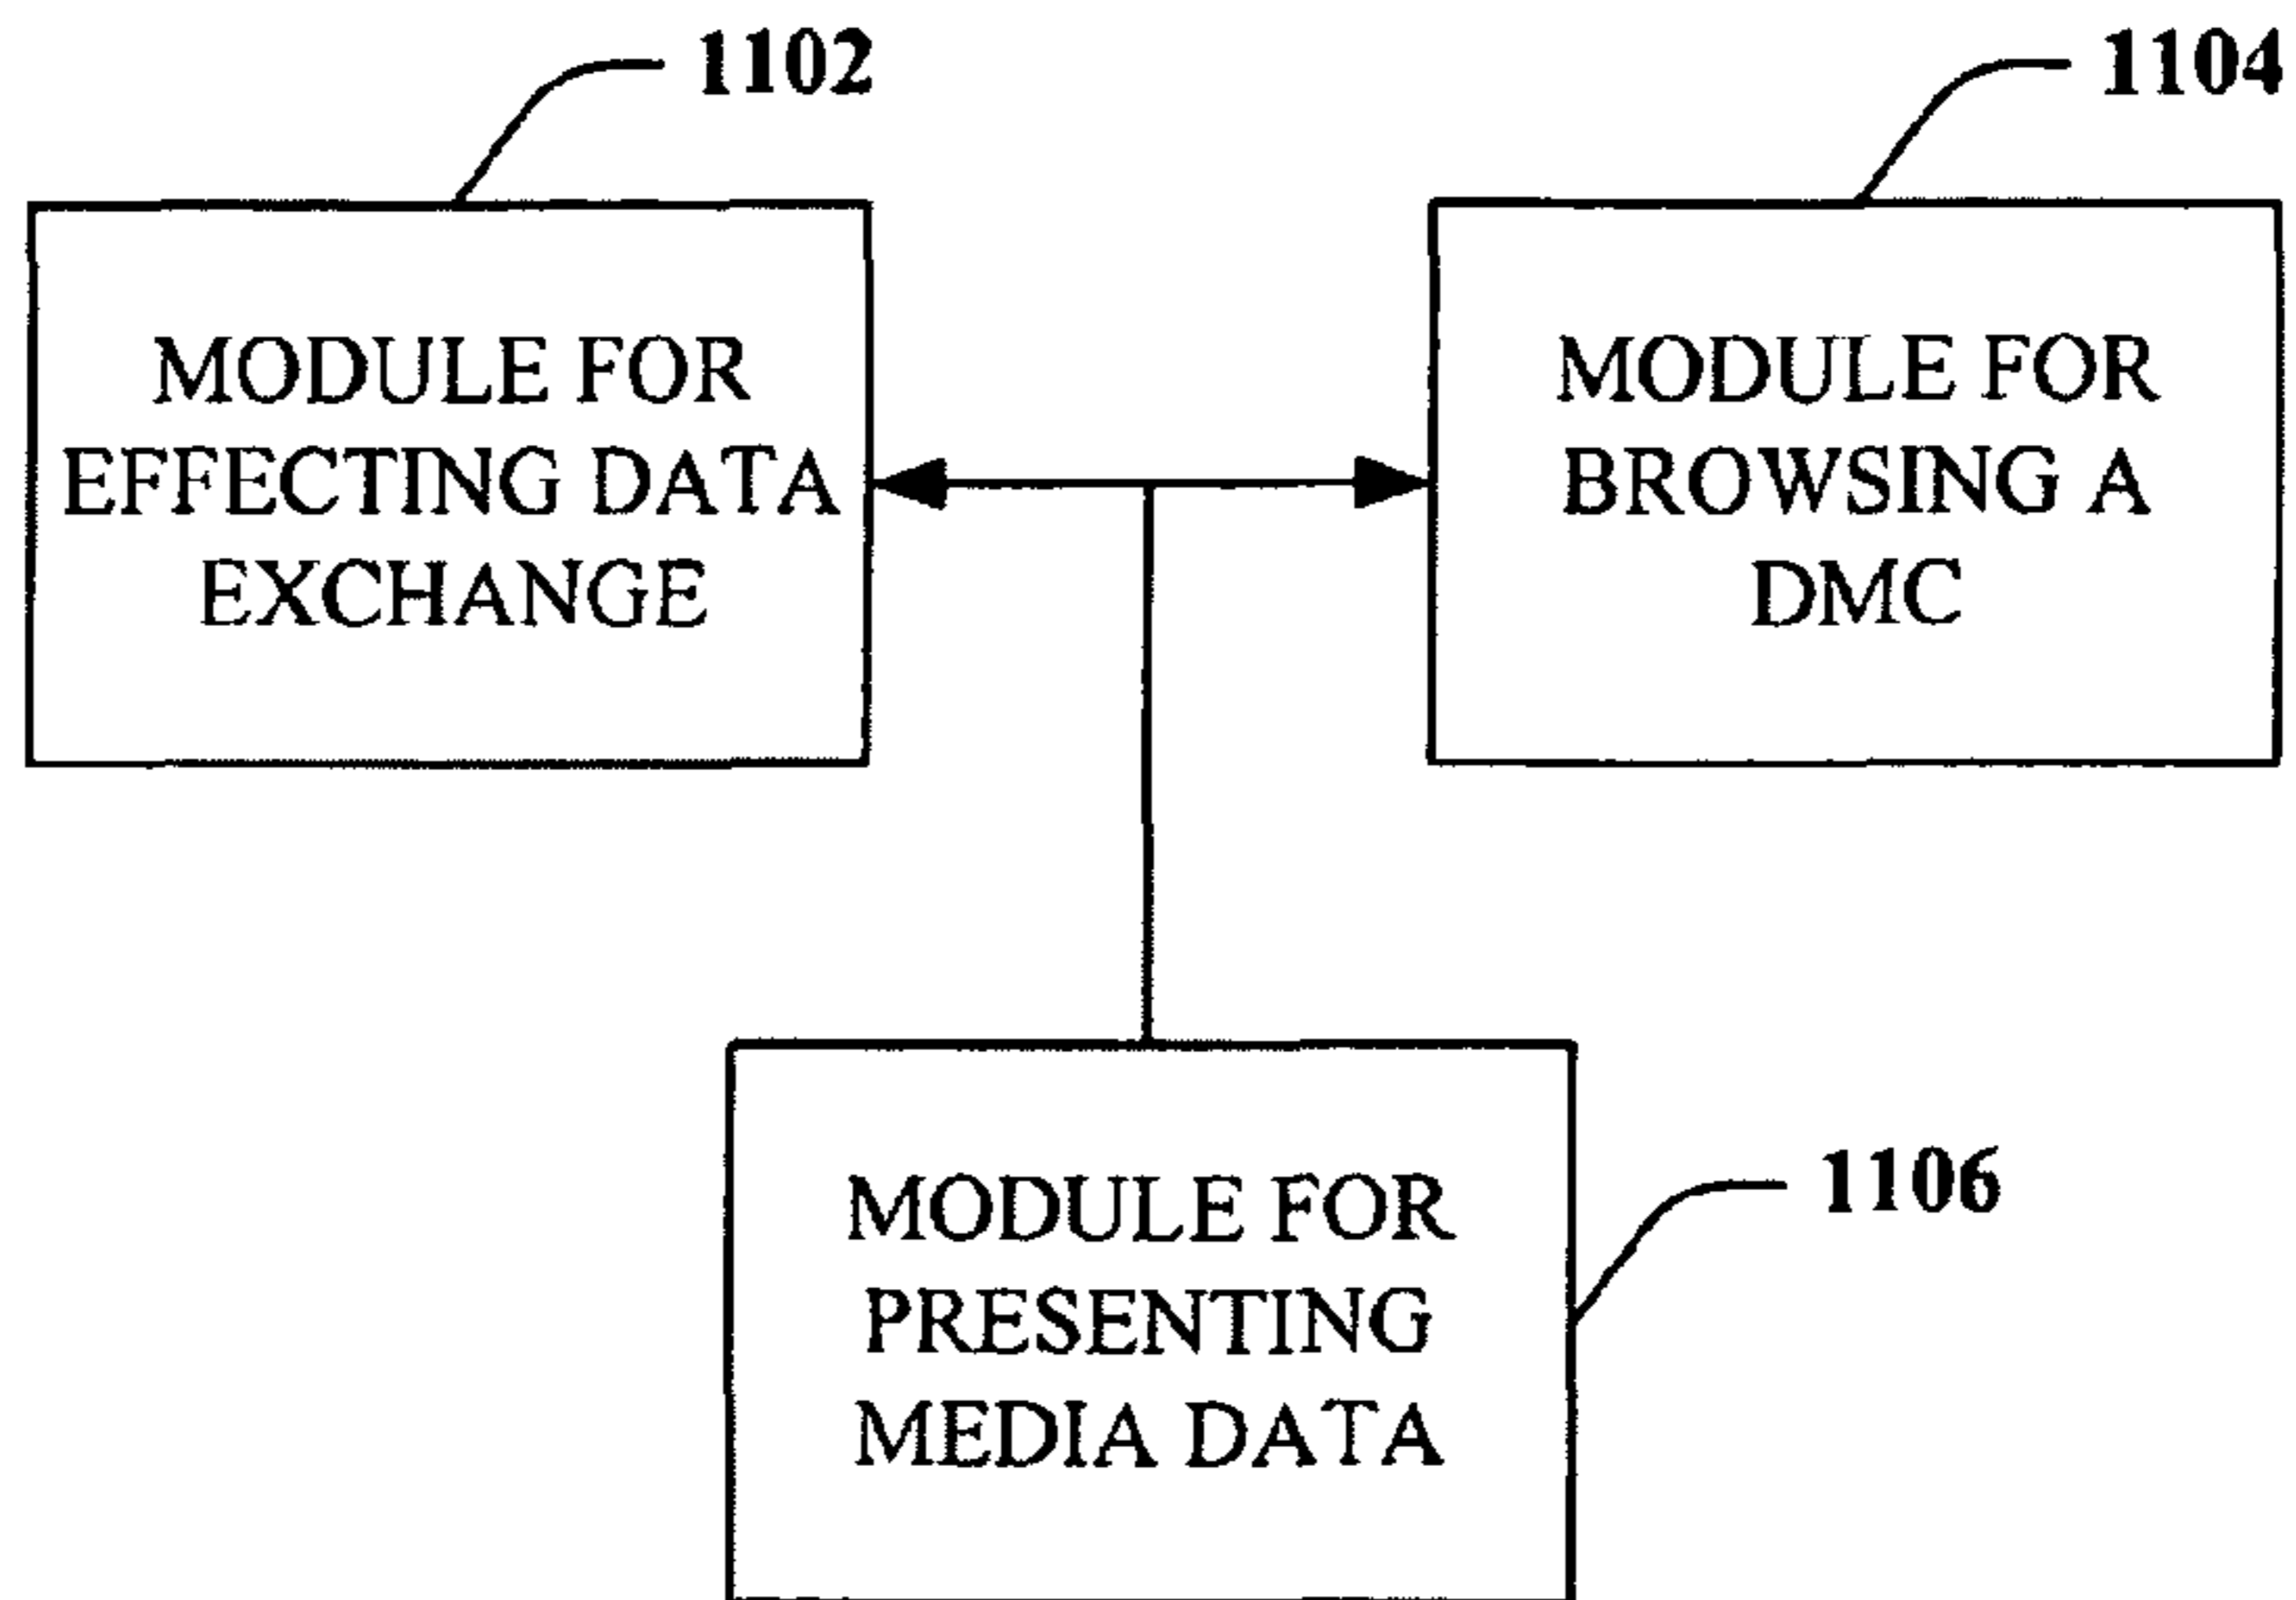 1102
1104
MODULE FOR
EFFECTING DATA
EXCHANGE
MODULE FOR
BROWSING A
DMC
1106
MODULE FOR
PRESENTING
MEDIA DATA